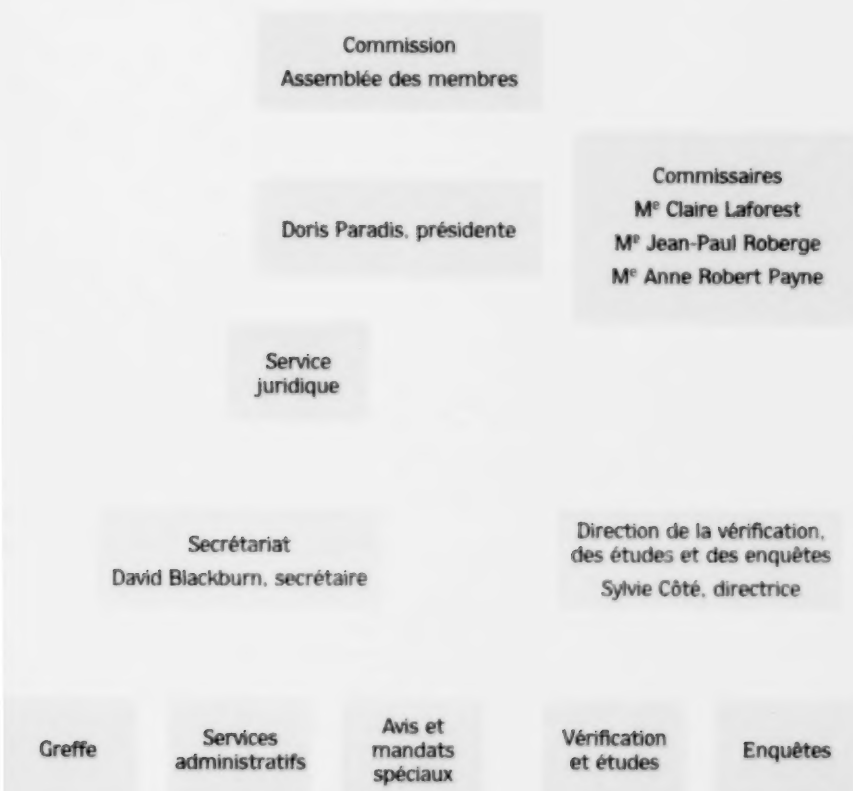 Commission
Assemblée des membres
Doris Paradis, présidente
Commissaires
Me Claire Laforest
Me Jean-Paul Roberge
Me Anne Robert Payne
Service
juridique
Secrétariat
David Blackburn, secrétaire
Direction de la vérification,
des études et des enquêtes
Sylvie Côté, directrice
Greffe
Services
administratifs
Avis et
mandats
spéciaux
Vérification
et études
Enquêtes